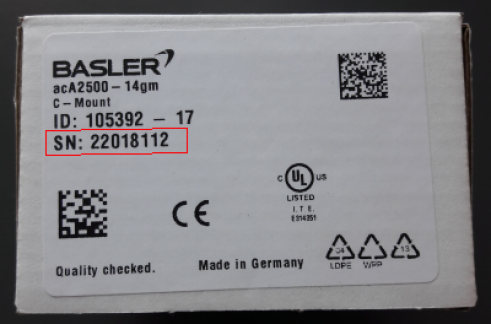 BASLER
acA2500-14gm
C-Mount
ID: 105392 - 17
SN: 22018112
C UL US
LISTED
I.T.E.
E314351
CE
04
LDPE
WPP
13
Quality checked.
Made in Germany